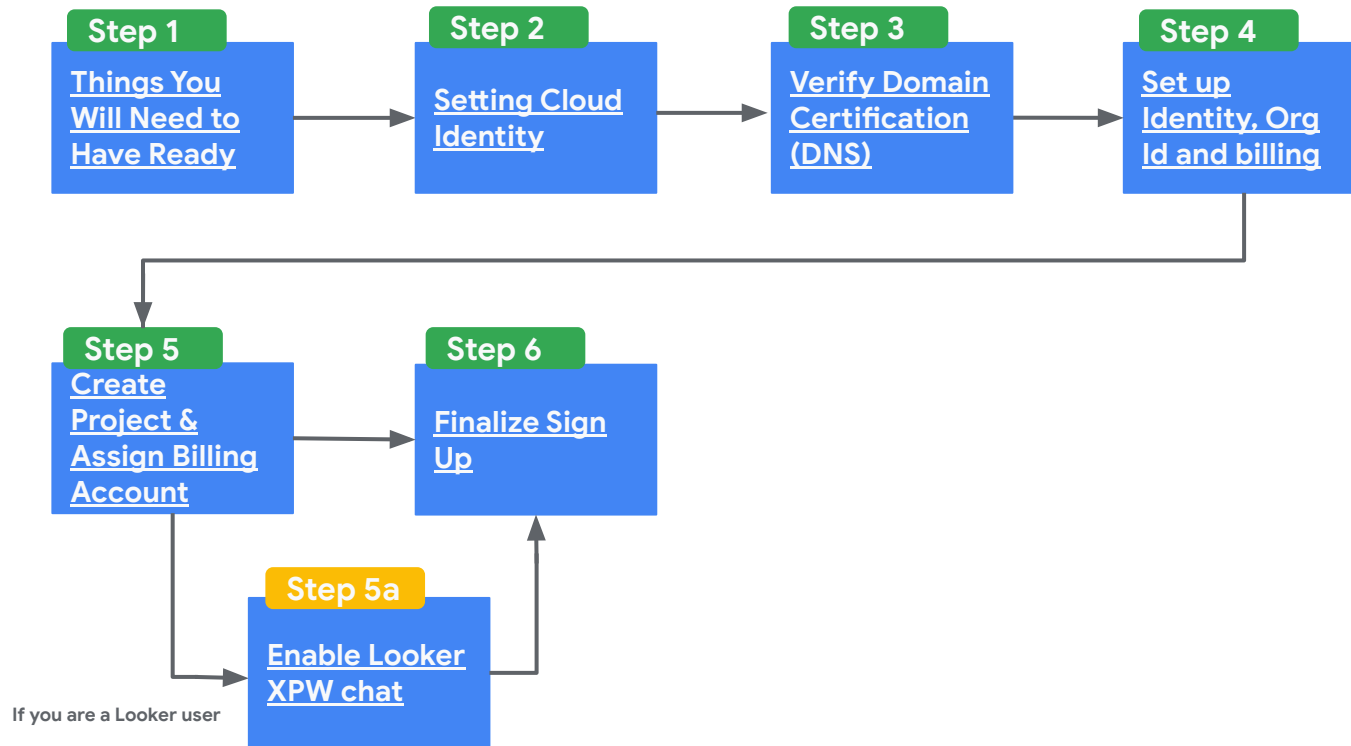 Step 1
Things You
Will Need to
Have Ready
Step 2
Setting Cloud
Identity
Step 3
Verify Domain
Certification
(DNS)
Step 4
Set up
Identity, Org
Id and billing
Step 5
Create
Project &
Assign Billing
Account
Step 6
Finalize Sign
Up
Step 5a
Enable Looker
XPW chat
If you are a Looker user